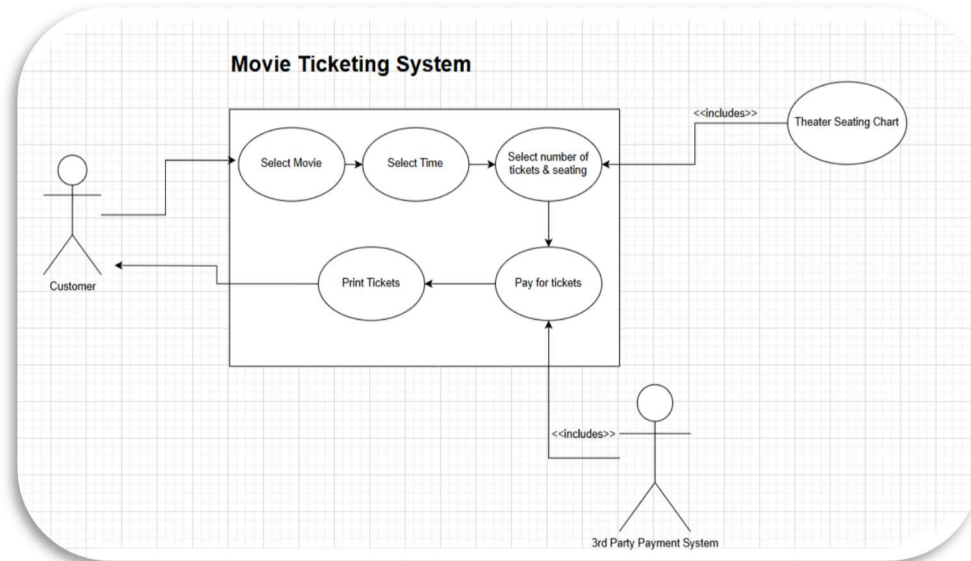 Movie Ticketing System
<<includes>>
Theater Seating Chart
Select Movie
Select Time
Select number of
tickets & seating
Customer
Print Tickets
Pay for tickets
<<includes>>
3rd Party Payment System